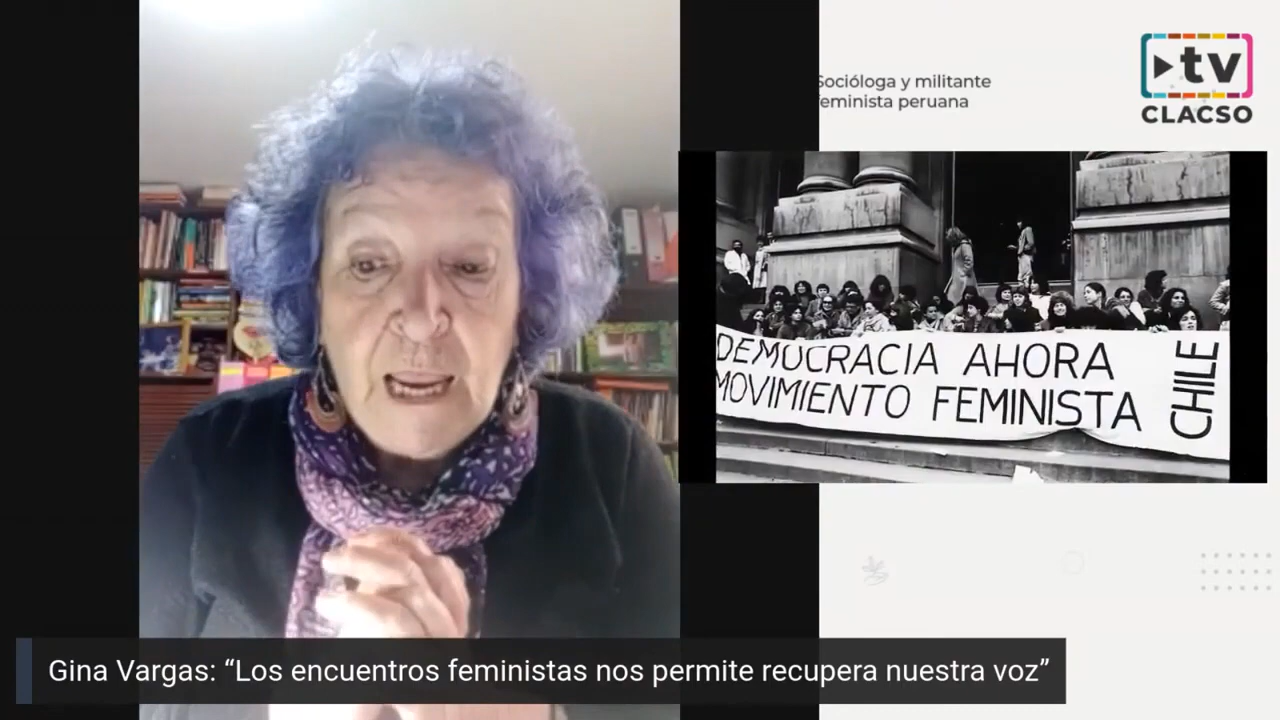 Socióloga y militante
feminista peruana
tv
CLACSO
DEMOCRACIA AHORA
MOVIMIENTO FEMINISTA
CHILE
Gina Vargas: “Los encuentros feministas nos permite recupera nuestra voz”